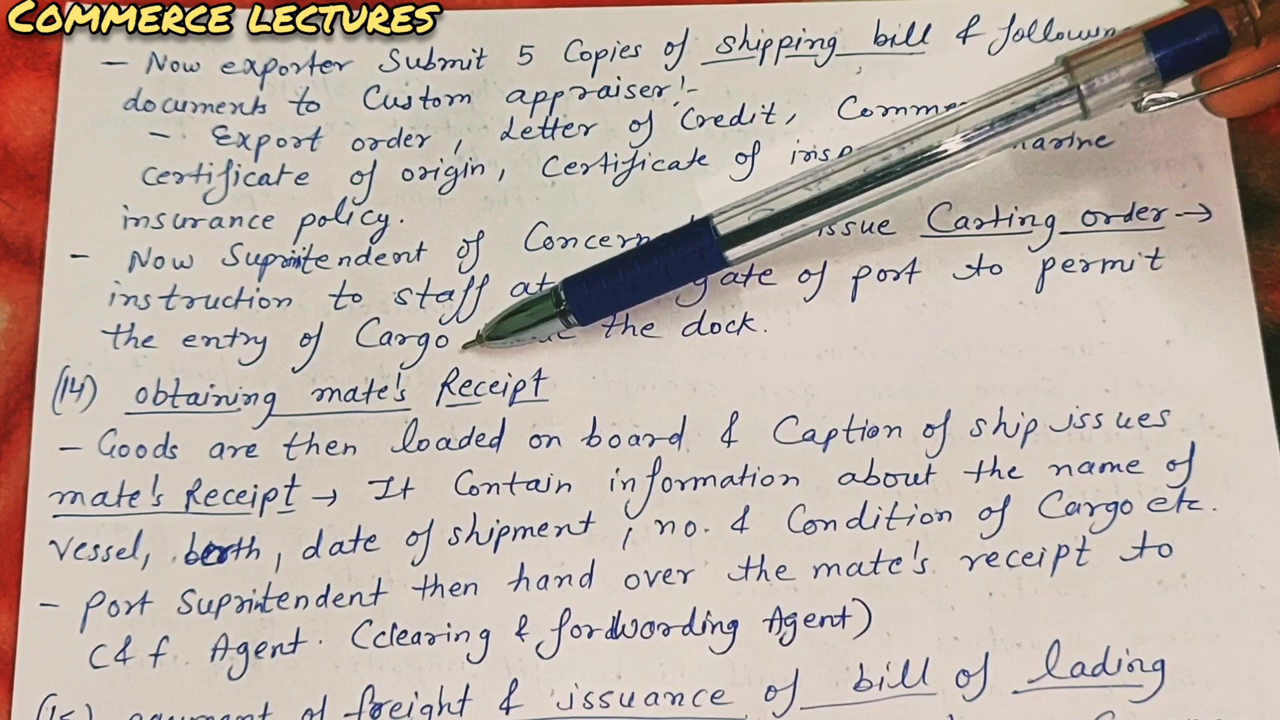 COMMERCE LECTURES
- Now exporter Submit 5 Copies of shipping bill &
documents to Custom appraiser:-
- Export order, Letter of Credit,
certificate of origin, Certificate of
insurance policy.
- Now Supritendent of issue Carting order →
instruction to staff at gate of port to permit
the entry of Cargo the dock.
(14) obtaining mate's Receipt
- Goods are then loaded on board & Caption of ship issues
mate's Receipt → It Contain information about the name of
vessel, berth, date of shipment, no. & Condition of Cargo etc.
- port Supritendent then hand over the mate's receipt to
C & f. Agent. (clearing & fordwording Agent)
payment of freight & issuance of bill of lading